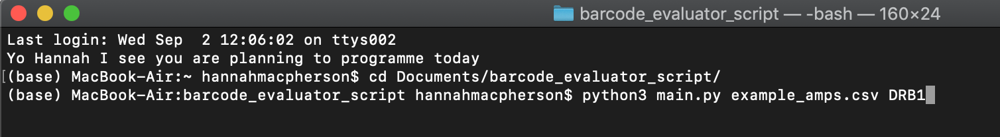 barcode_evaluator_script — -bash — 160×24
Last login: Wed Sep  2 12:06:02 on ttys002
Yo Hannah I see you are planning to programme today
[(base) MacBook-Air:~ hannahmacpherson$ cd Documents/barcode_evaluator_script/
(base) MacBook-Air:barcode_evaluator_script hannahmacpherson$ python3 main.py example_amps.csv DRB1